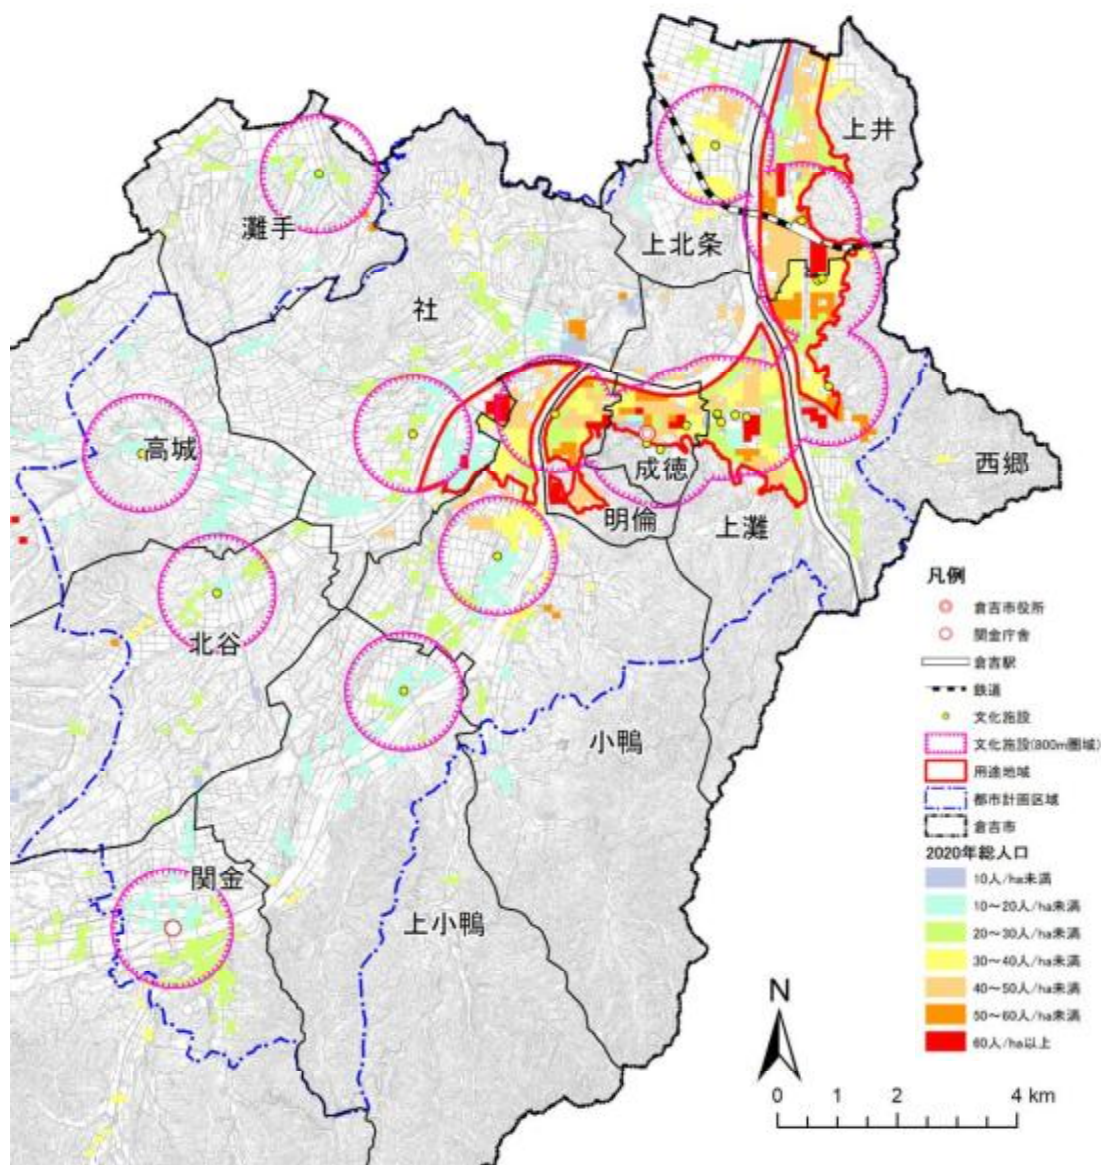 上井
灘手
上北条
社
高城
成徳
西郷
明倫
上灘
北谷
小鴨
関金
上小鴨
凡例
倉吉市役所
関金庁舎
倉吉駅
鉄道
文化施設
文化施設(800m圏域)
用途地域
都市計画区域
倉吉市
2020年総人口
10人/ha未満
10～20人/ha未満
20～30人/ha未満
30～40人/ha未満
40～50人/ha未満
50～60人/ha未満
60人/ha以上
N
0 1 2 4 km